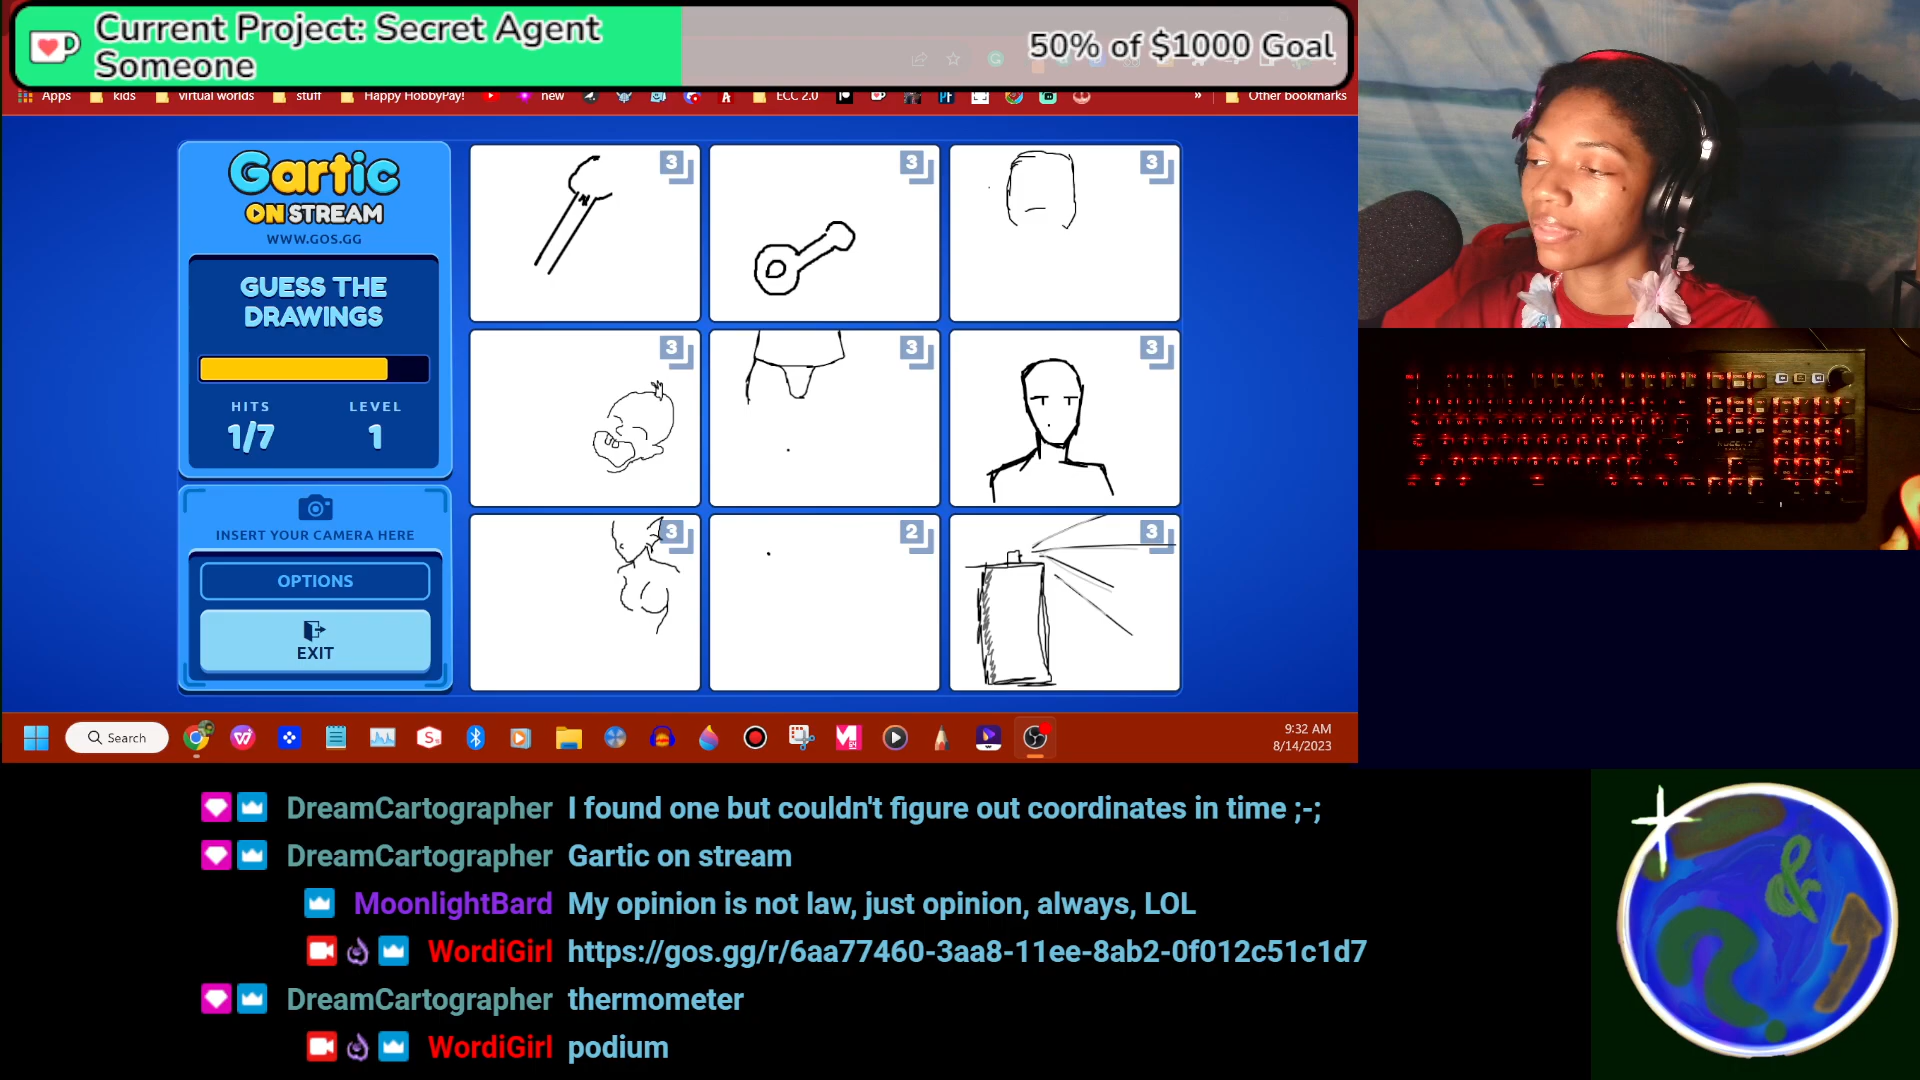 Current Project: Secret Agent Someone
50% of $1000 Goal
Apps kids virtual worlds stuff Happy HobbyPay! new ECC 2.0 » Other bookmarks
Gartic
ON STREAM
WWW.GOS.GG
GUESS THE
DRAWINGS
HITS LEVEL
1/7 1
INSERT YOUR CAMERA HERE
OPTIONS
EXIT
3 3 3
3 3 3
3 2 3
Search
9:32 AM
8/14/2023
DreamCartographer I found one but couldn't figure out coordinates in time ;-;
DreamCartographer Gartic on stream
MoonlightBard My opinion is not law, just opinion, always, LOL
WordiGirl https://gos.gg/r/6aa77460-3aa8-11ee-8ab2-0f012c51c1d7
DreamCartographer thermometer
WordiGirl podium
&